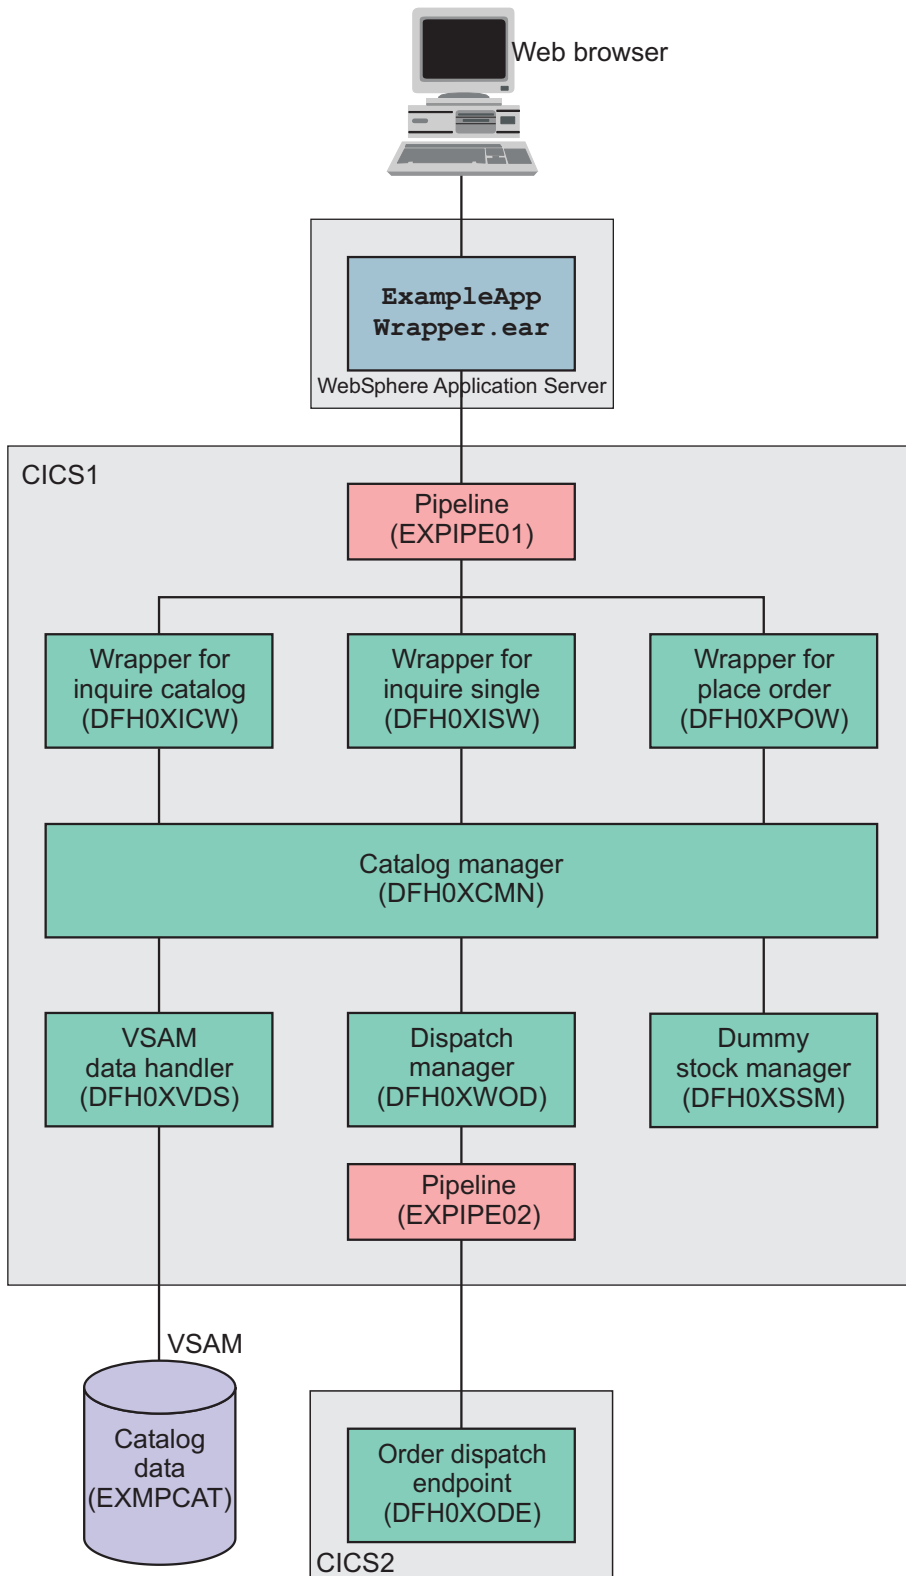 Web browser
ExampleApp
Wrapper.ear
WebSphere Application Server
CICS1
Pipeline
(EXPIPE01)
Wrapper for
inquire catalog
(DFH0XICW)
Wrapper for
inquire single
(DFH0XISW)
Wrapper for
place order
(DFH0XPOW)
Catalog manager
(DFH0XCMN)
VSAM
data handler
(DFH0XVDS)
Dispatch
manager
(DFH0XWOD)
Dummy
stock manager
(DFH0XSSM)
Pipeline
(EXPIPE02)
VSAM
Catalog
data
(EXMPCAT)
Order dispatch
endpoint
(DFH0XODE)
CICS2